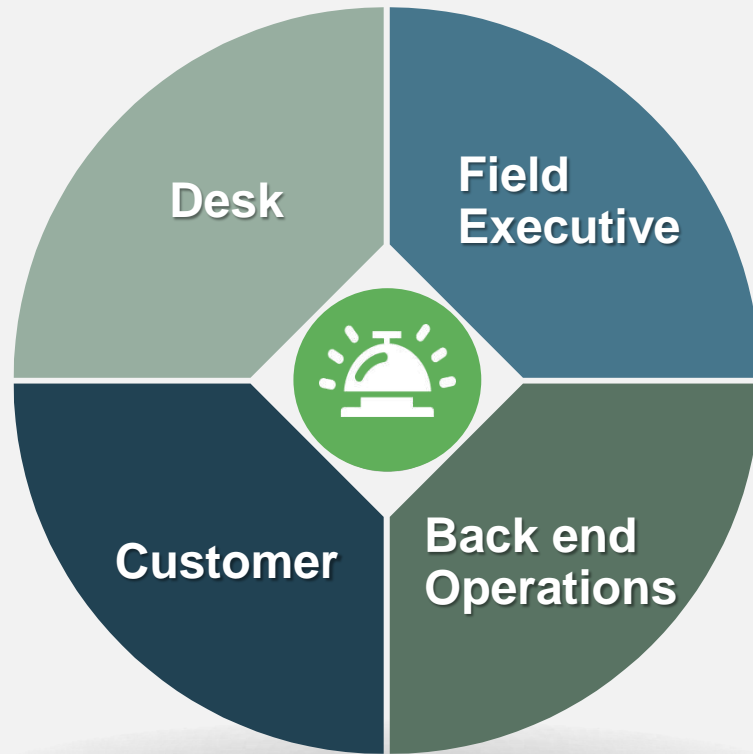 Desk
Field
Executive
Customer
Back end
Operations